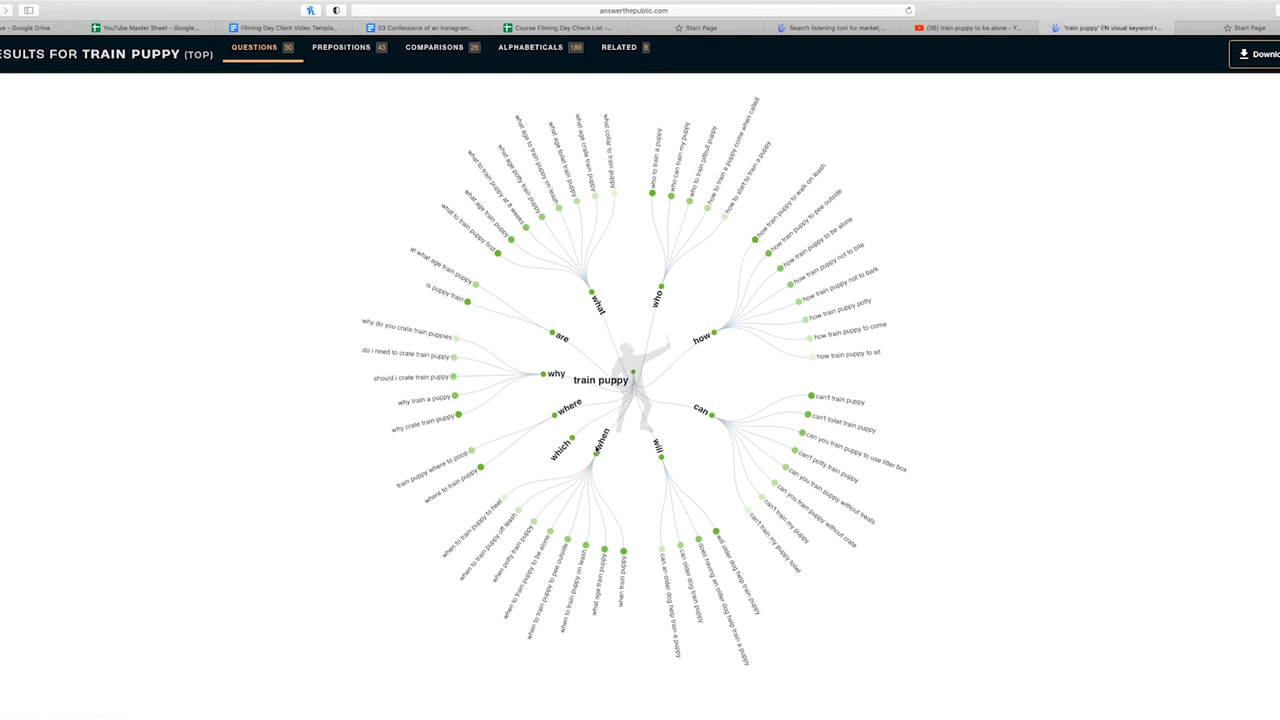 answerthepublic.com
ve – Google Drive
YouTube Master Sheet – Google...
Filming Day Client Video Templa...
03 Confessions of an Instagram...
Course Filming Day Check List –...
Start Page
Search listening tool for market,...
(36) train puppy to be alone – Y...
'train puppy' EN visual keyword r...
Start Page
ESULTS FOR TRAIN PUPPY (TOP)
QUESTIONS 50
PREPOSITIONS 43
COMPARISONS 26
ALPHABETICALS 189
RELATED 8
Downlo
train puppy
what
what collar to train puppy
what age crate train puppy
what age toilet train puppy
what age to train puppy on leash
what age potty train puppy
what to train puppy at 8 weeks
what age train puppy
what to train puppy first
who
who to train a puppy
who can train my puppy
who to train pitbull puppy
how to train a puppy come when called
how to start to train a puppy
how
how train puppy to walk on leash
how train puppy to pee outside
how train puppy to be alone
how train puppy not to bite
how train puppy not to bark
how train puppy potty
how train puppy to come
how train puppy to sit
can
can't train puppy
can't toilet train puppy
can you train puppy to use litter box
can't potty train puppy
can you train puppy without treats
can you train puppy without crate
can't train my puppy
can't train my puppy toilet
will
will older dog help train puppy
does having an older dog help train a puppy
can older dog train puppy
can an older dog help train a puppy
when
when train puppy
what age train puppy
when to train puppy on leash
when to train puppy to pee outside
when to train puppy to be alone
when potty train puppy
when to train puppy off leash
when to train puppy to heel
which
where
where to train puppy
train puppy where to poop
why
why crate train puppy
why train a puppy
should i crate train puppy
do i need to crate train puppy
why do you crate train puppies
are
is puppy train
at what age train puppy